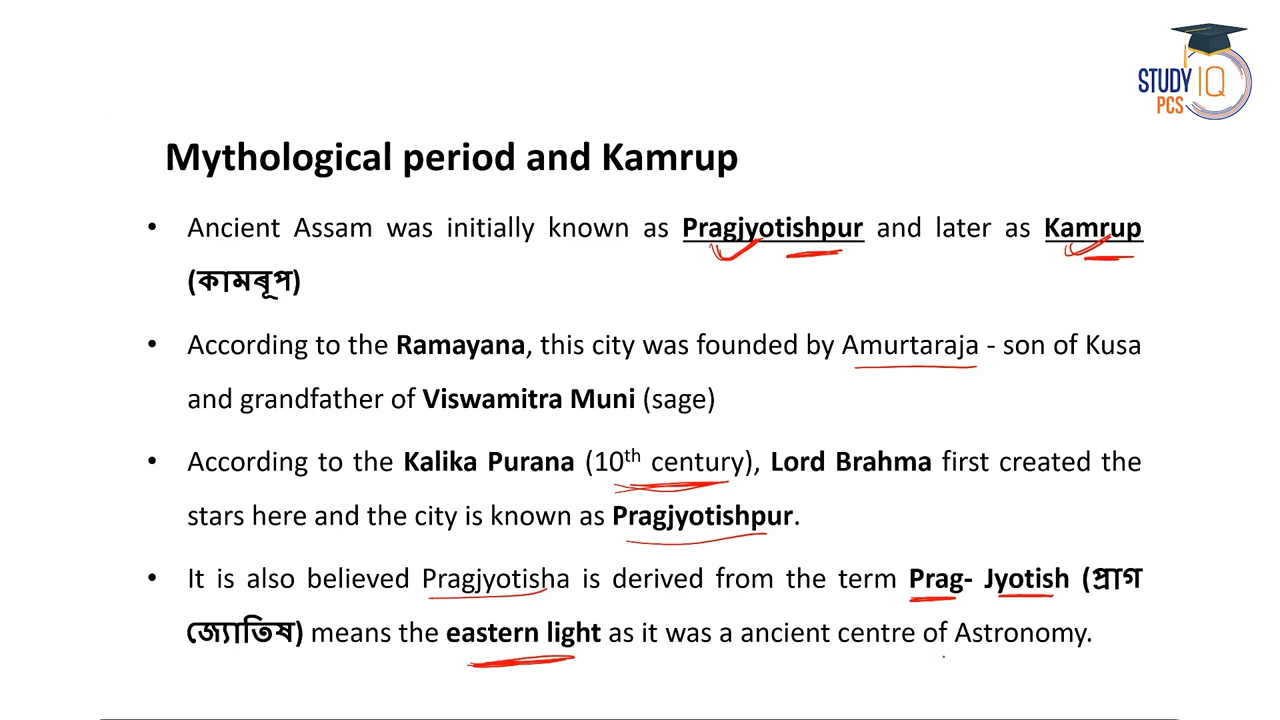 STUDY IQ
PCS
Mythological period and Kamrup
• Ancient Assam was initially known as Pragjyotishpur and later as Kamrup
(কামৰূপ)
• According to the Ramayana, this city was founded by Amurtaraja - son of Kusa
and grandfather of Viswamitra Muni (sage)
• According to the Kalika Purana (10th century), Lord Brahma first created the
stars here and the city is known as Pragjyotishpur.
• It is also believed Pragjyotisha is derived from the term Prag- Jyotish (প্ৰাগ
জ্যোতিষ) means the eastern light as it was a ancient centre of Astronomy.